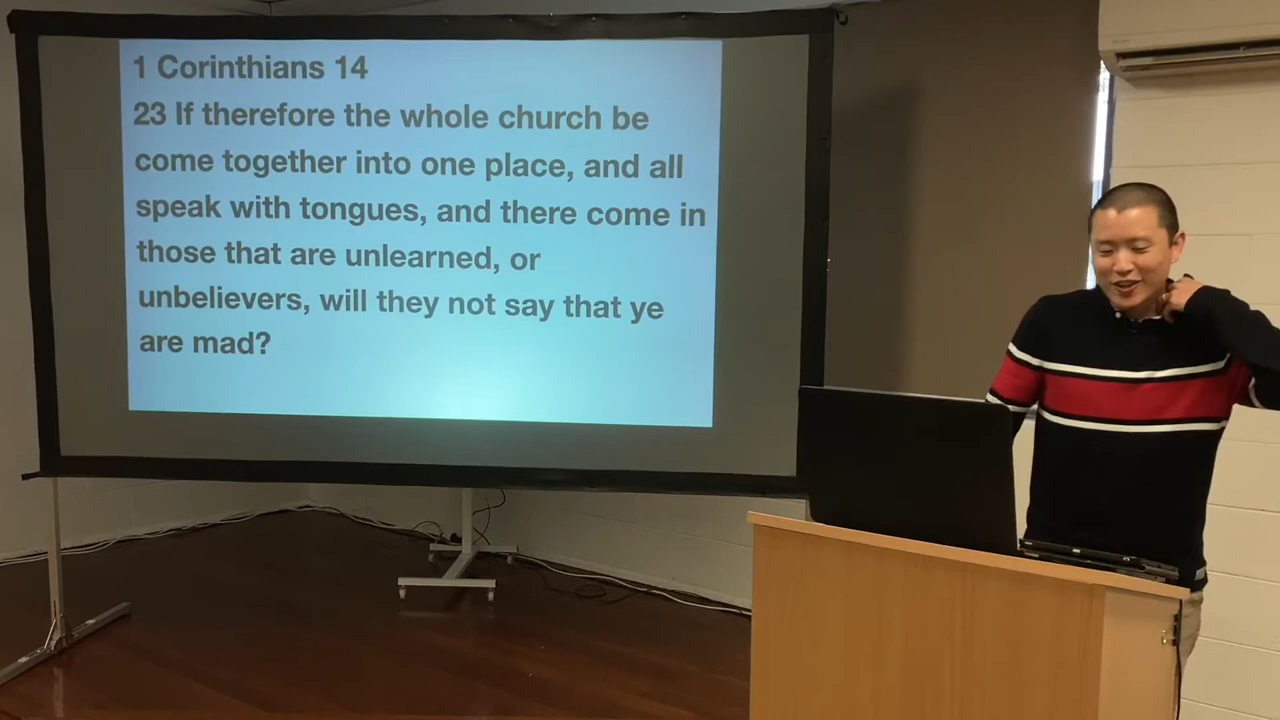 1 Corinthians 14
23 If therefore the whole church be
come together into one place, and all
speak with tongues, and there come in
those that are unlearned, or
unbelievers, will they not say that ye
are mad?